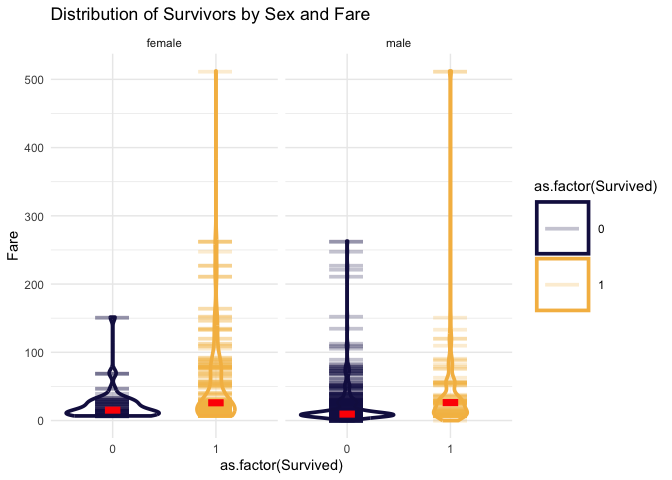 Distribution of Survivors by Sex and Fare
female
male
500
400
300
200
100
0
Fare
0
1
0
1
as.factor(Survived)
as.factor(Survived)
0
1